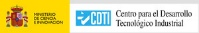 MINISTERIO
DE CIENCIA
E INNOVACIÓN
CDTI
Centro para el Desarrollo
Tecnológico Industrial